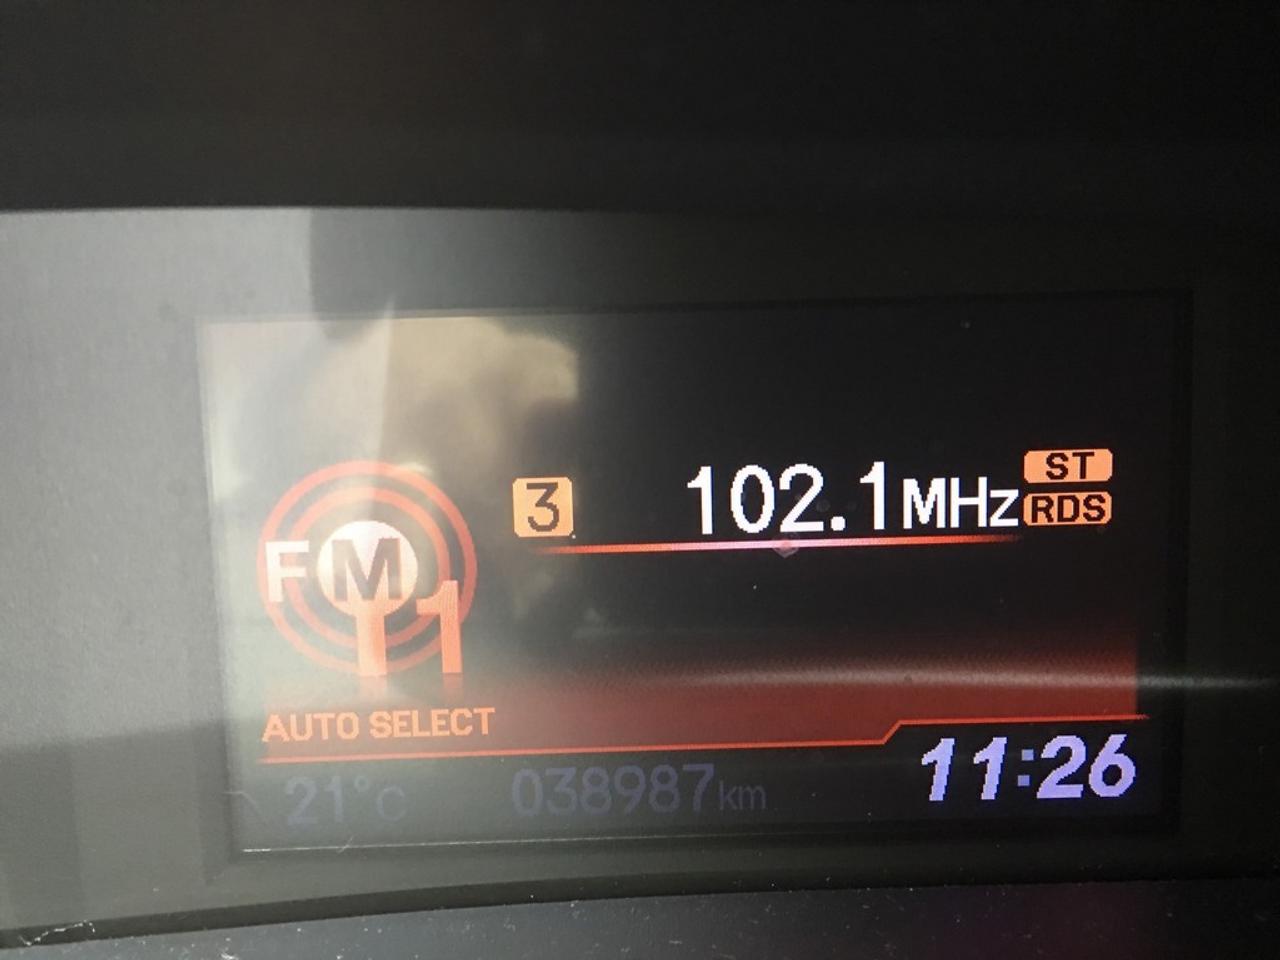 3 102.1MHz ST
RDS
FM
1
AUTO SELECT
21°C 038987km 11:26